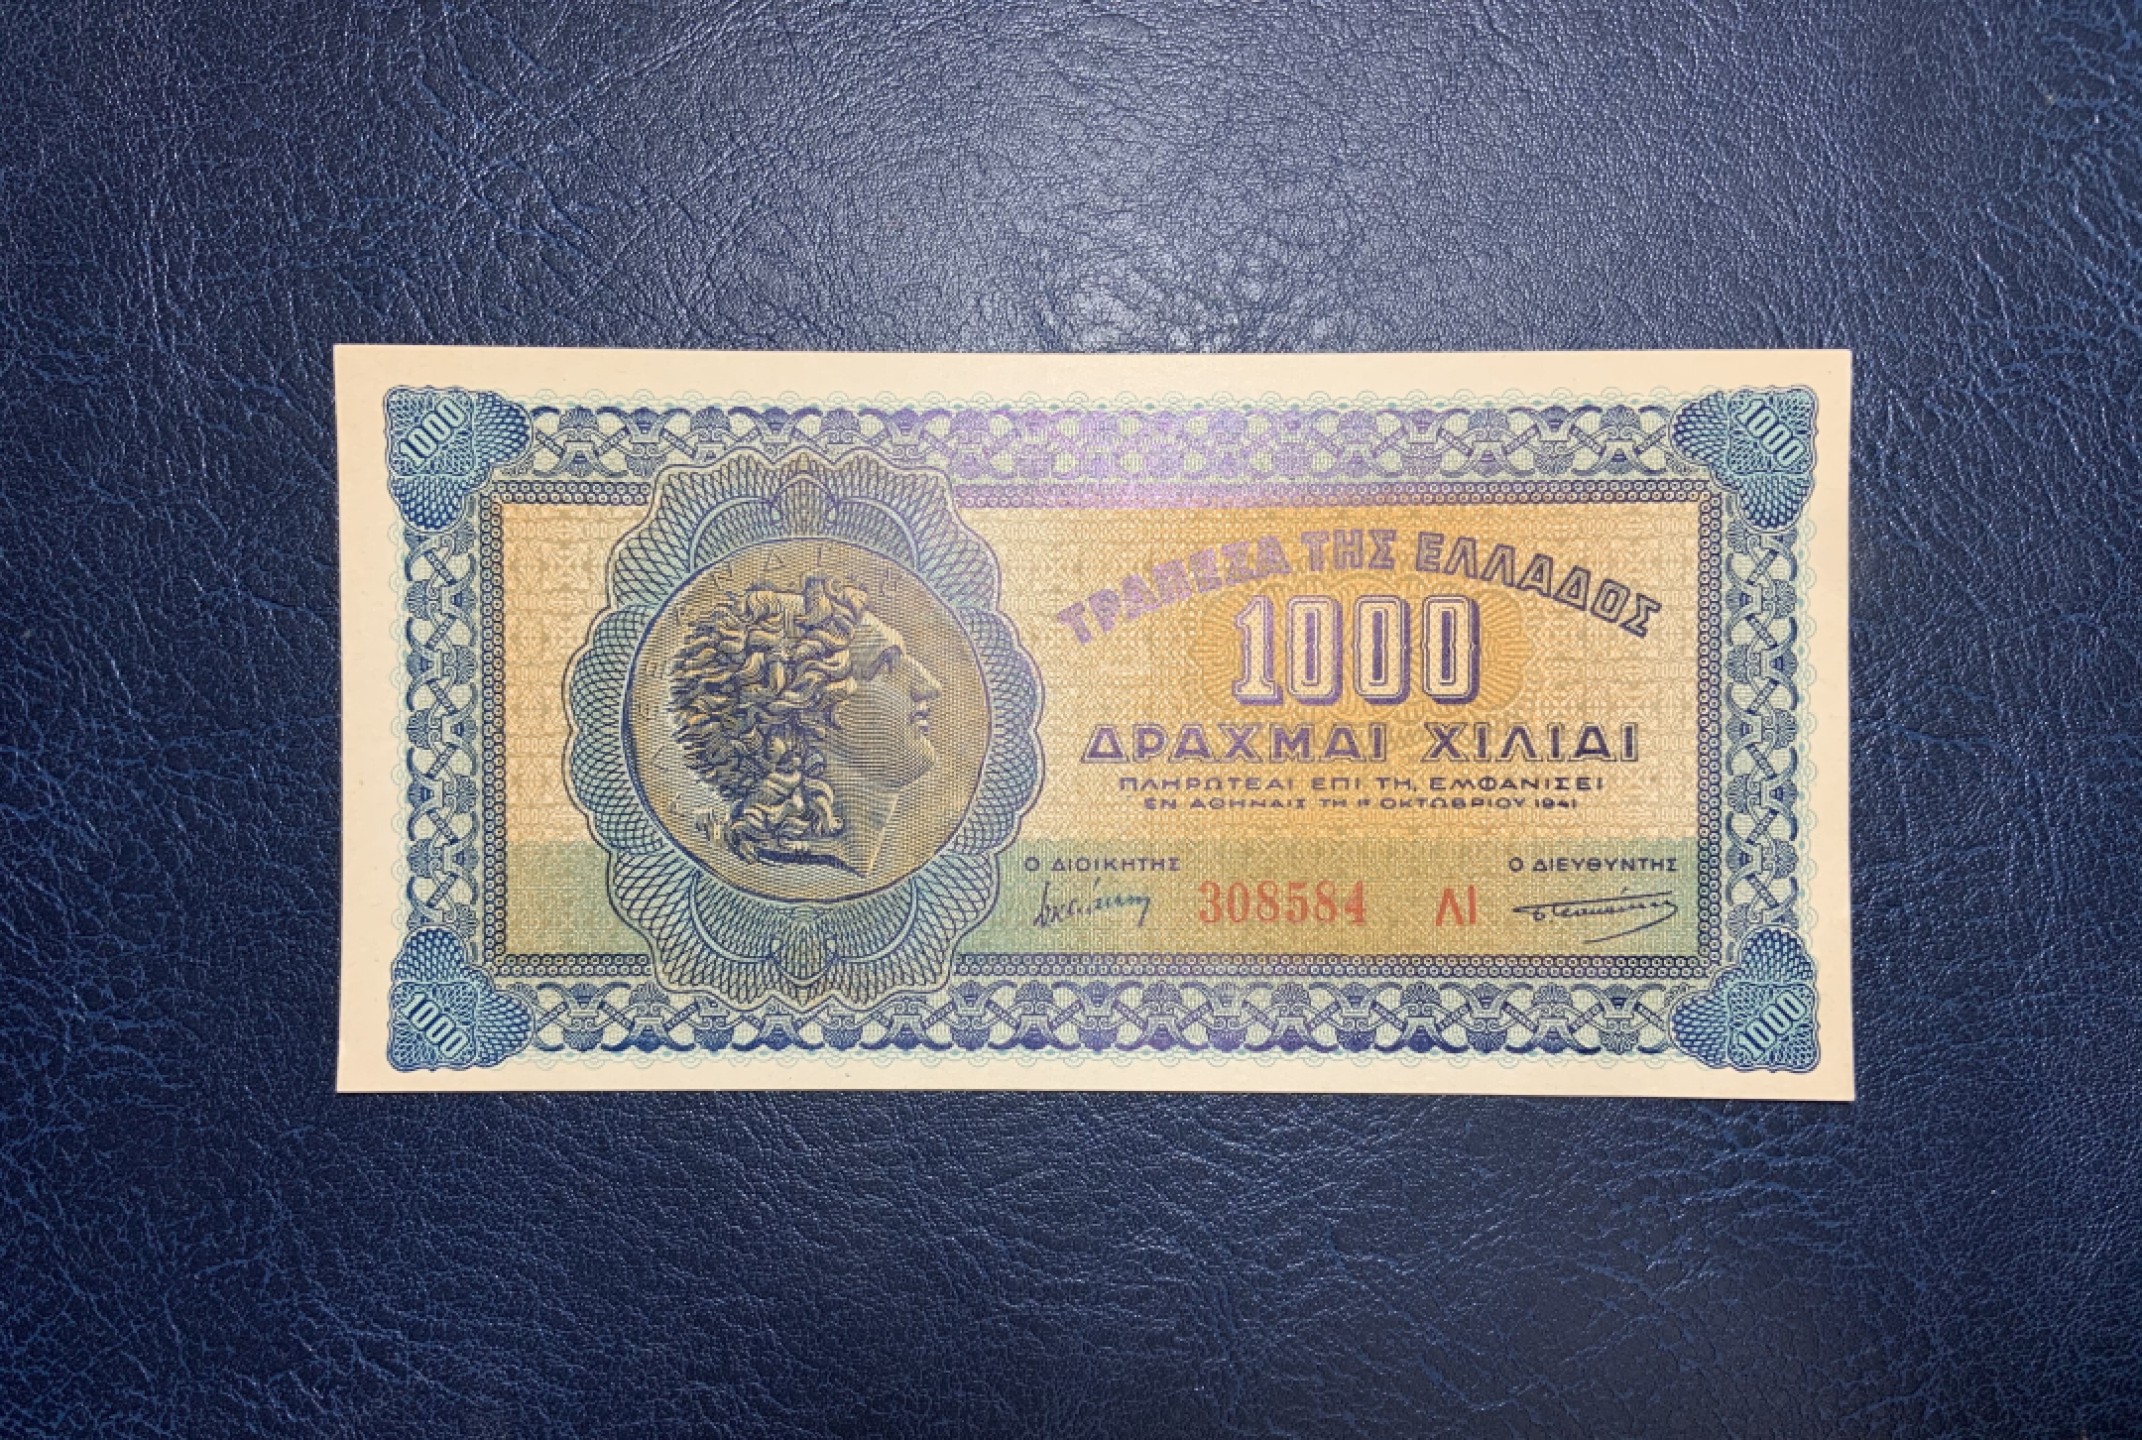 1000
1000
ΤΡΑΠΕΖΑ ΤΗΣ ΕΛΛΑΔΟΣ
1000
ΔΡΑΧΜΑΙ ΧΙΛΙΑΙ
ΠΛΗΡΩΤΕΑΙ ΕΠΙ ΤΗ, ΕΜΦΑΝΙΣΕΙ
ΕΝ ΑΘΗΝΑΙΣ ΤΗ 1ῃ ΟΚΤΩΒΡΙΟΥ 1941
Ο ΔΙΟΙΚΗΤΗΣ
Ο ΔΙΕΥΘΥΝΤΗΣ
308584 ΛΙ
1000
1000